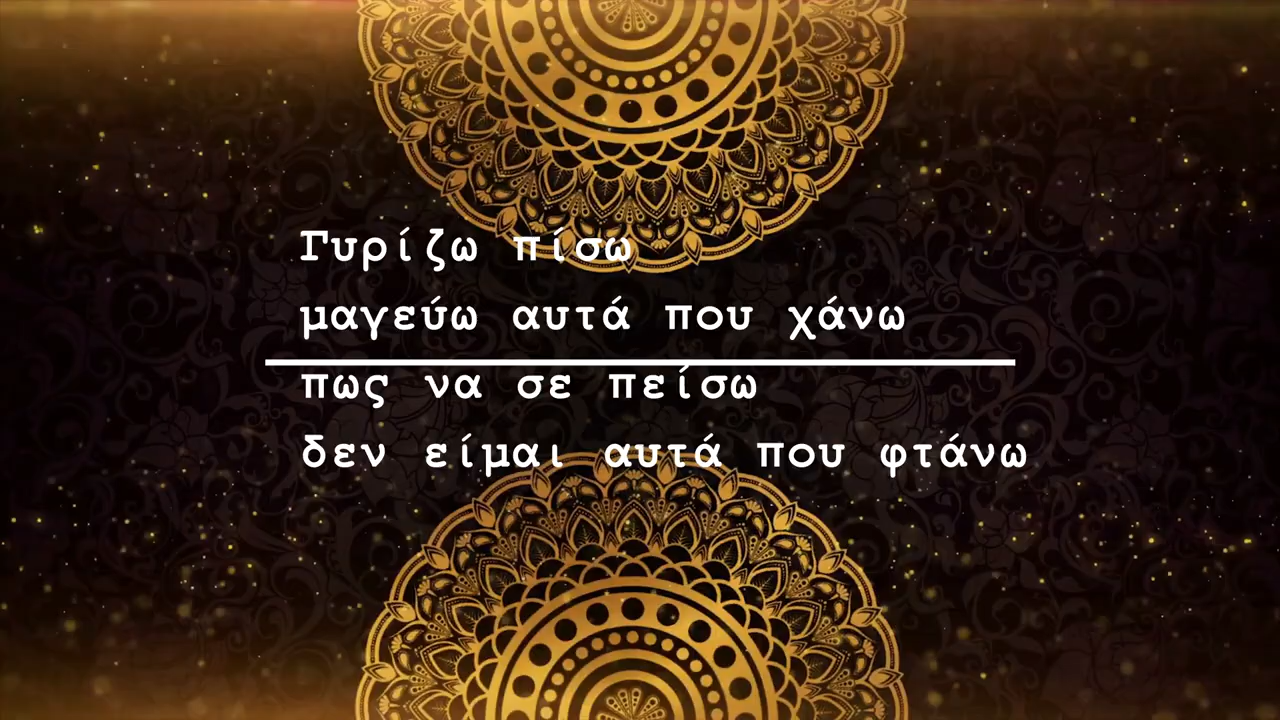 Γυρίζω πίσω
μαγεύω αυτά που χάνω
πως να σε πείσω
δεν είμαι αυτά που φτάνω